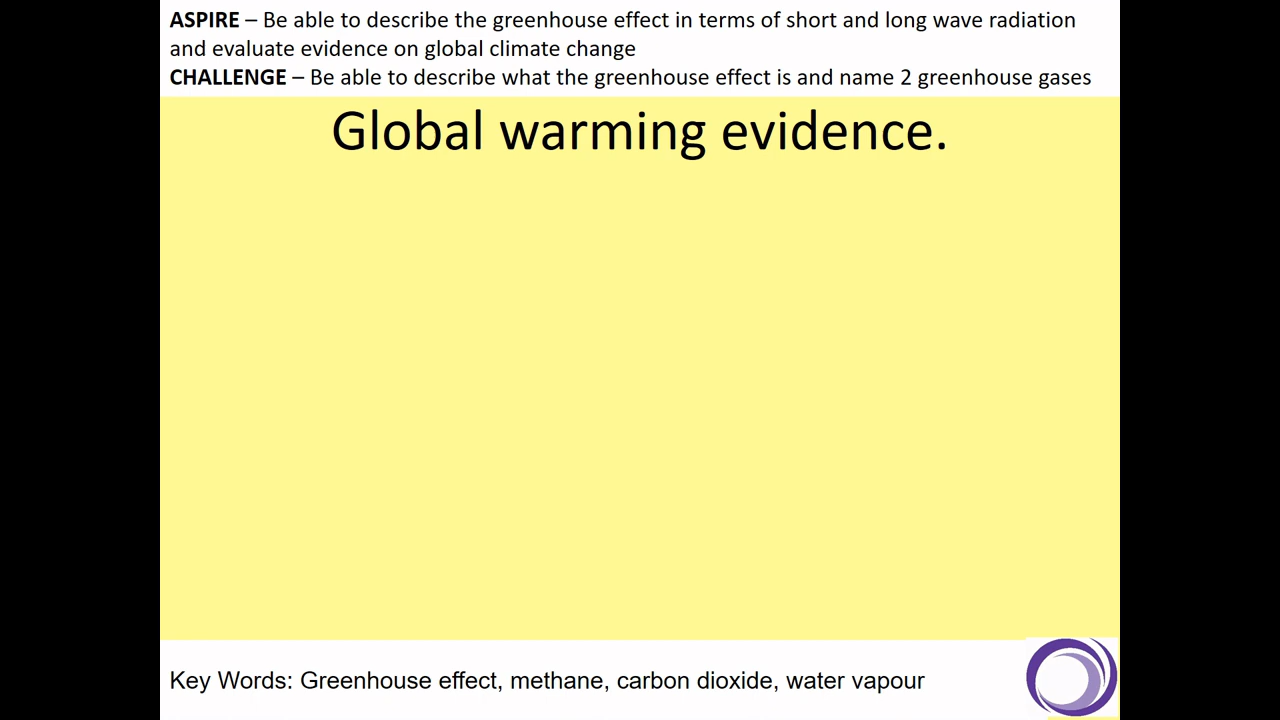 ASPIRE – Be able to describe the greenhouse effect in terms of short and long wave radiation
and evaluate evidence on global climate change
CHALLENGE – Be able to describe what the greenhouse effect is and name 2 greenhouse gases
Global warming evidence.
Key Words: Greenhouse effect, methane, carbon dioxide, water vapour